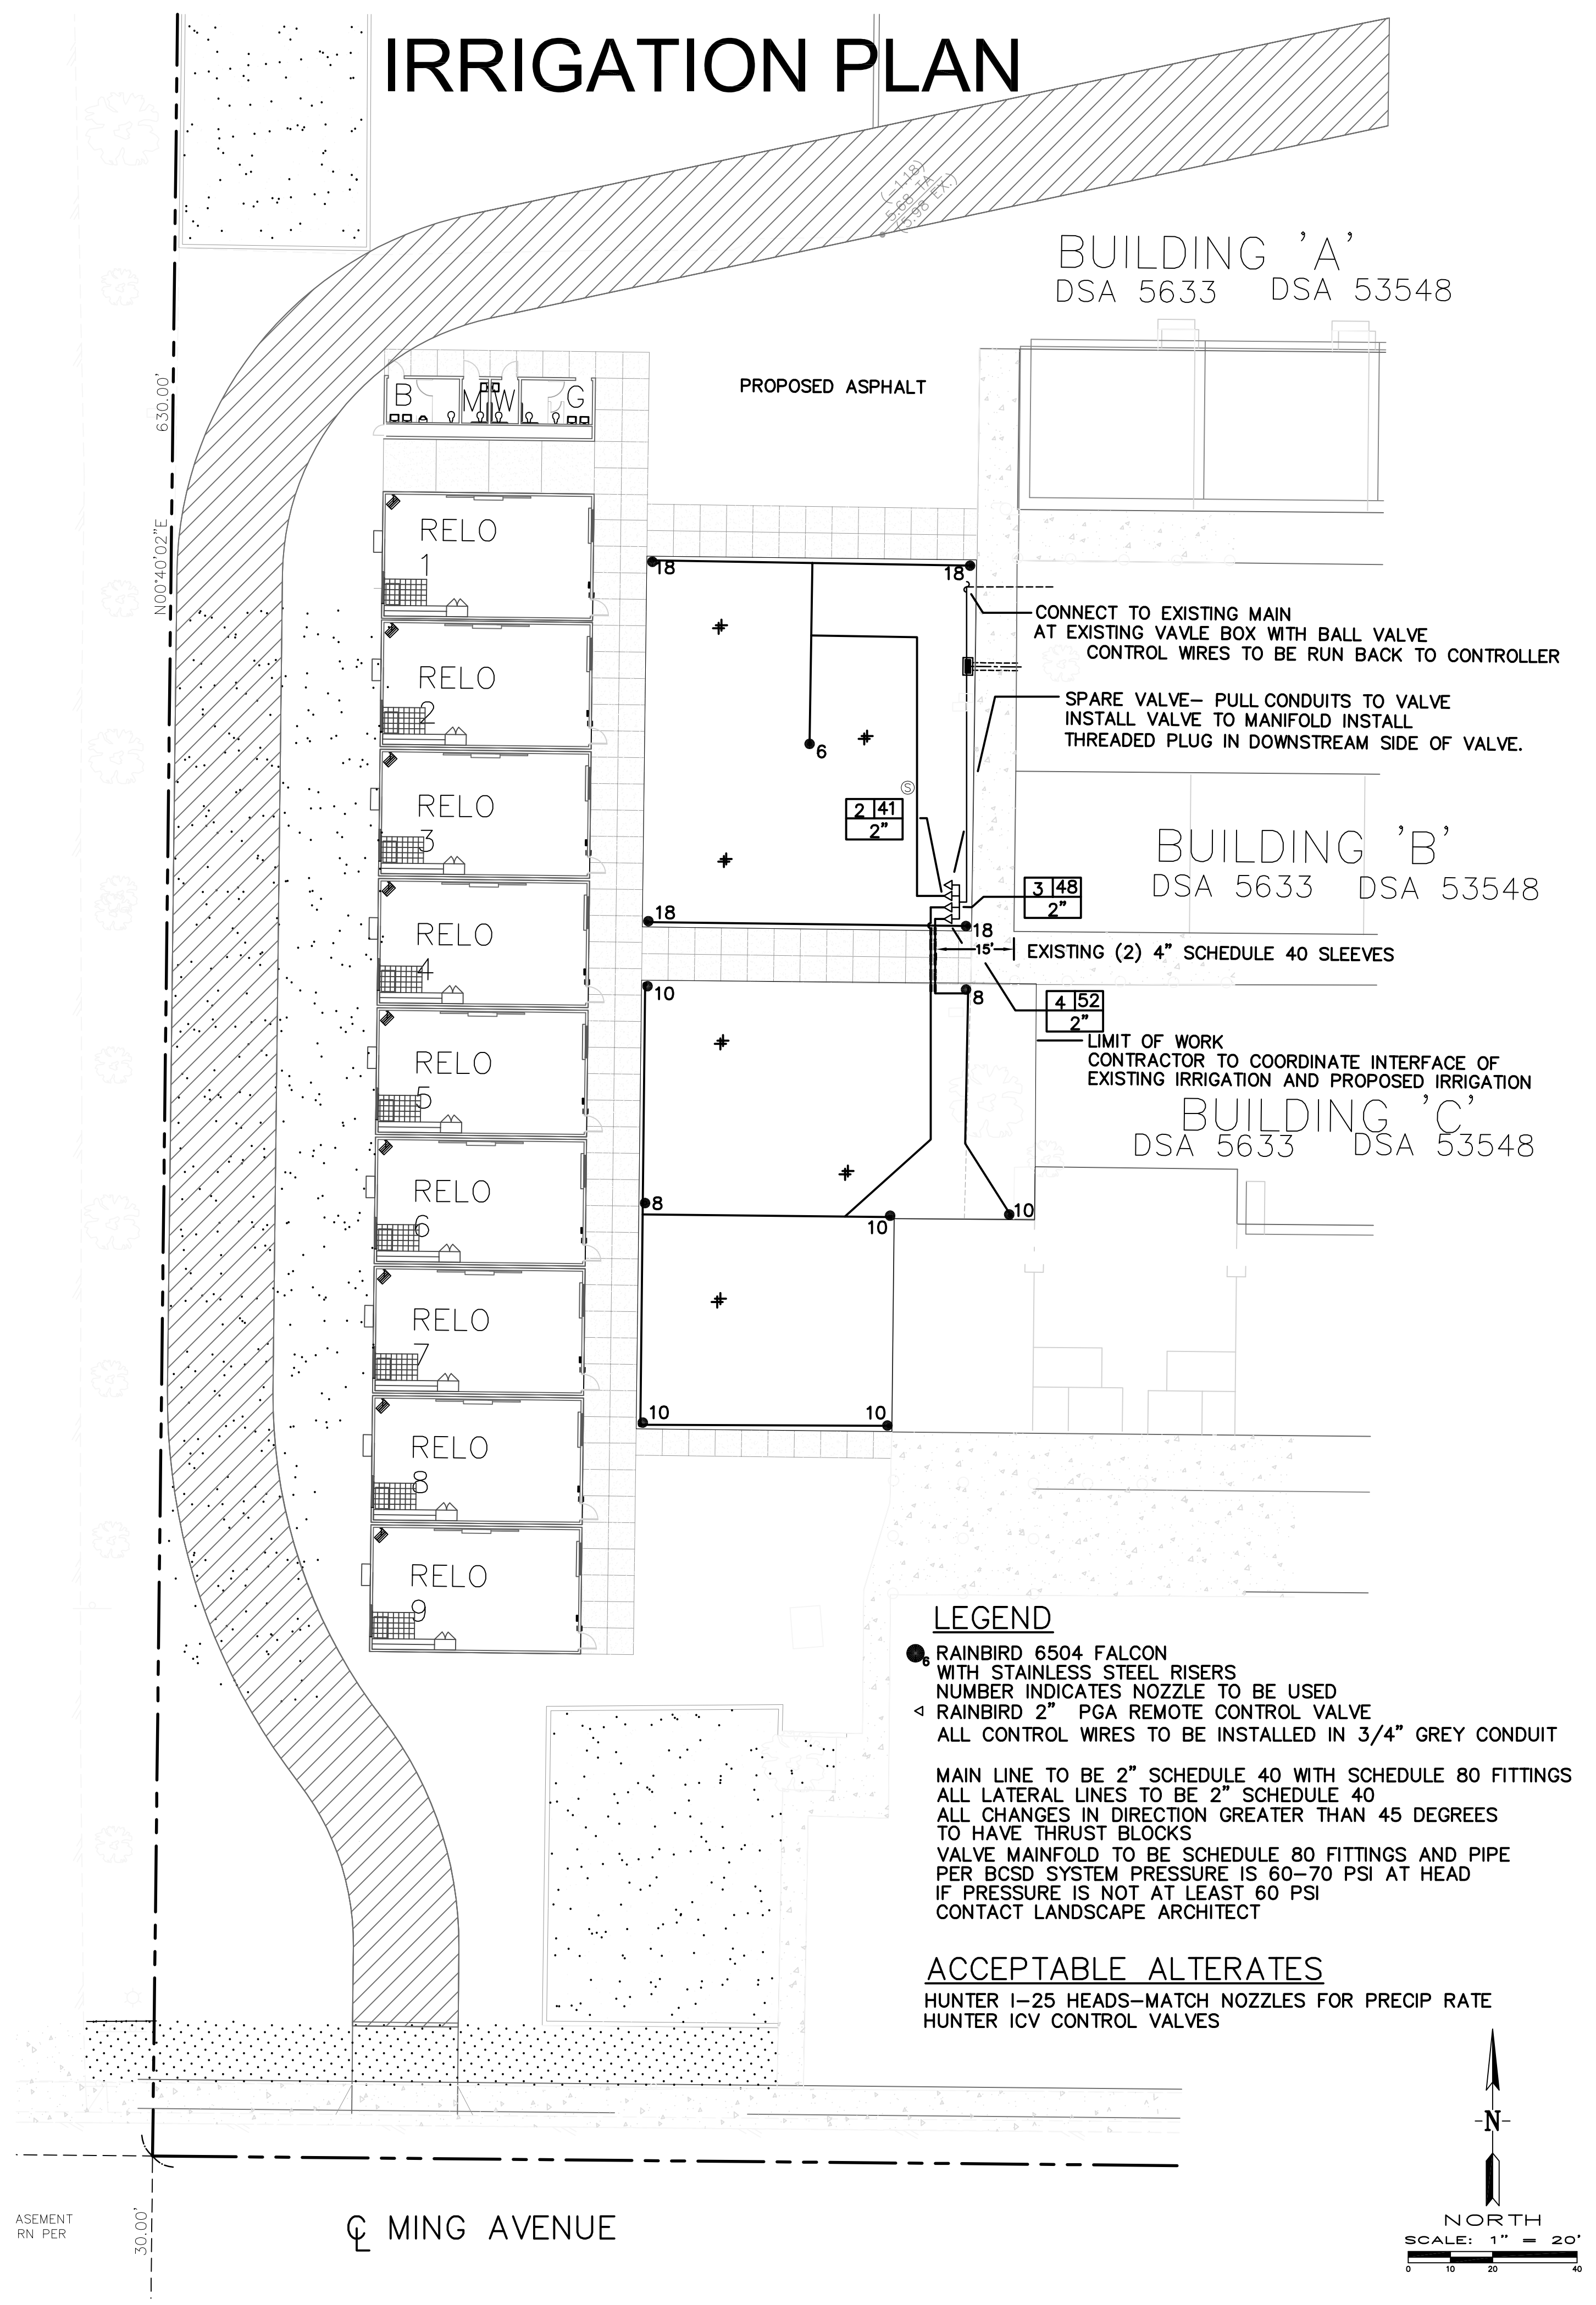 IRRIGATION PLAN
(-1.18)
5.68 TA
(5.98 EX.)
BUILDING 'A'
DSA 5633 DSA 53548
630.00'
N00°40'02"E
PROPOSED ASPHALT
B M W G
RELO
1
RELO
2
RELO
3
RELO
4
RELO
5
RELO
6
RELO
7
RELO
8
RELO
9
18
18
6
S
2 41
2"
18
18
CONNECT TO EXISTING MAIN
AT EXISTING VAVLE BOX WITH BALL VALVE
CONTROL WIRES TO BE RUN BACK TO CONTROLLER
SPARE VALVE- PULL CONDUITS TO VALVE
INSTALL VALVE TO MANIFOLD INSTALL
THREADED PLUG IN DOWNSTREAM SIDE OF VALVE.
BUILDING 'B'
DSA 5633 DSA 53548
3 48
2"
15' EXISTING (2) 4" SCHEDULE 40 SLEEVES
10
8
4 52
2"
LIMIT OF WORK
CONTRACTOR TO COORDINATE INTERFACE OF
EXISTING IRRIGATION AND PROPOSED IRRIGATION
BUILDING 'C'
DSA 5633 DSA 53548
8
10
10
10
10
LEGEND
6 RAINBIRD 6504 FALCON
WITH STAINLESS STEEL RISERS
NUMBER INDICATES NOZZLE TO BE USED
RAINBIRD 2" PGA REMOTE CONTROL VALVE
ALL CONTROL WIRES TO BE INSTALLED IN 3/4" GREY CONDUIT
MAIN LINE TO BE 2" SCHEDULE 40 WITH SCHEDULE 80 FITTINGS
ALL LATERAL LINES TO BE 2" SCHEDULE 40
ALL CHANGES IN DIRECTION GREATER THAN 45 DEGREES
TO HAVE THRUST BLOCKS
VALVE MAINFOLD TO BE SCHEDULE 80 FITTINGS AND PIPE
PER BCSD SYSTEM PRESSURE IS 60-70 PSI AT HEAD
IF PRESSURE IS NOT AT LEAST 60 PSI
CONTACT LANDSCAPE ARCHITECT
ACCEPTABLE ALTERATES
HUNTER I-25 HEADS-MATCH NOZZLES FOR PRECIP RATE
HUNTER ICV CONTROL VALVES
N
NORTH
SCALE: 1" = 20'
0 10 20 40
ASEMENT
RN PER
30.00'
CL MING AVENUE